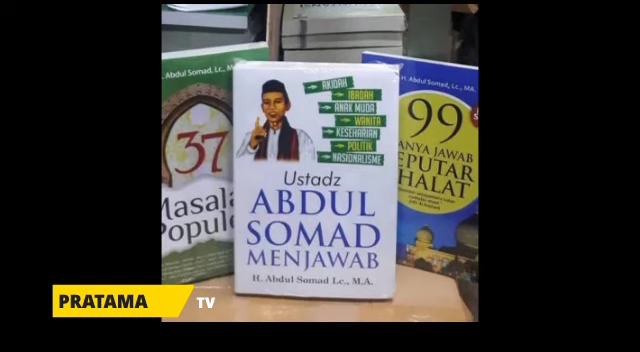 H. Abdul Somad, Lc., M
37
Masala
Popule
AKIDAH
IBADAH
ANAK MUDA
WANITA
KESEHARIAN
POLITIK
NASIONALISME
Ustadz
ABDUL
SOMAD
MENJAWAB
H. Abdul Somad Lc., M.A.
H. Abdul Somad, Lc., MA.
99
ANYA JAWAB
EPUTAR
HALAT
PRATAMA TV